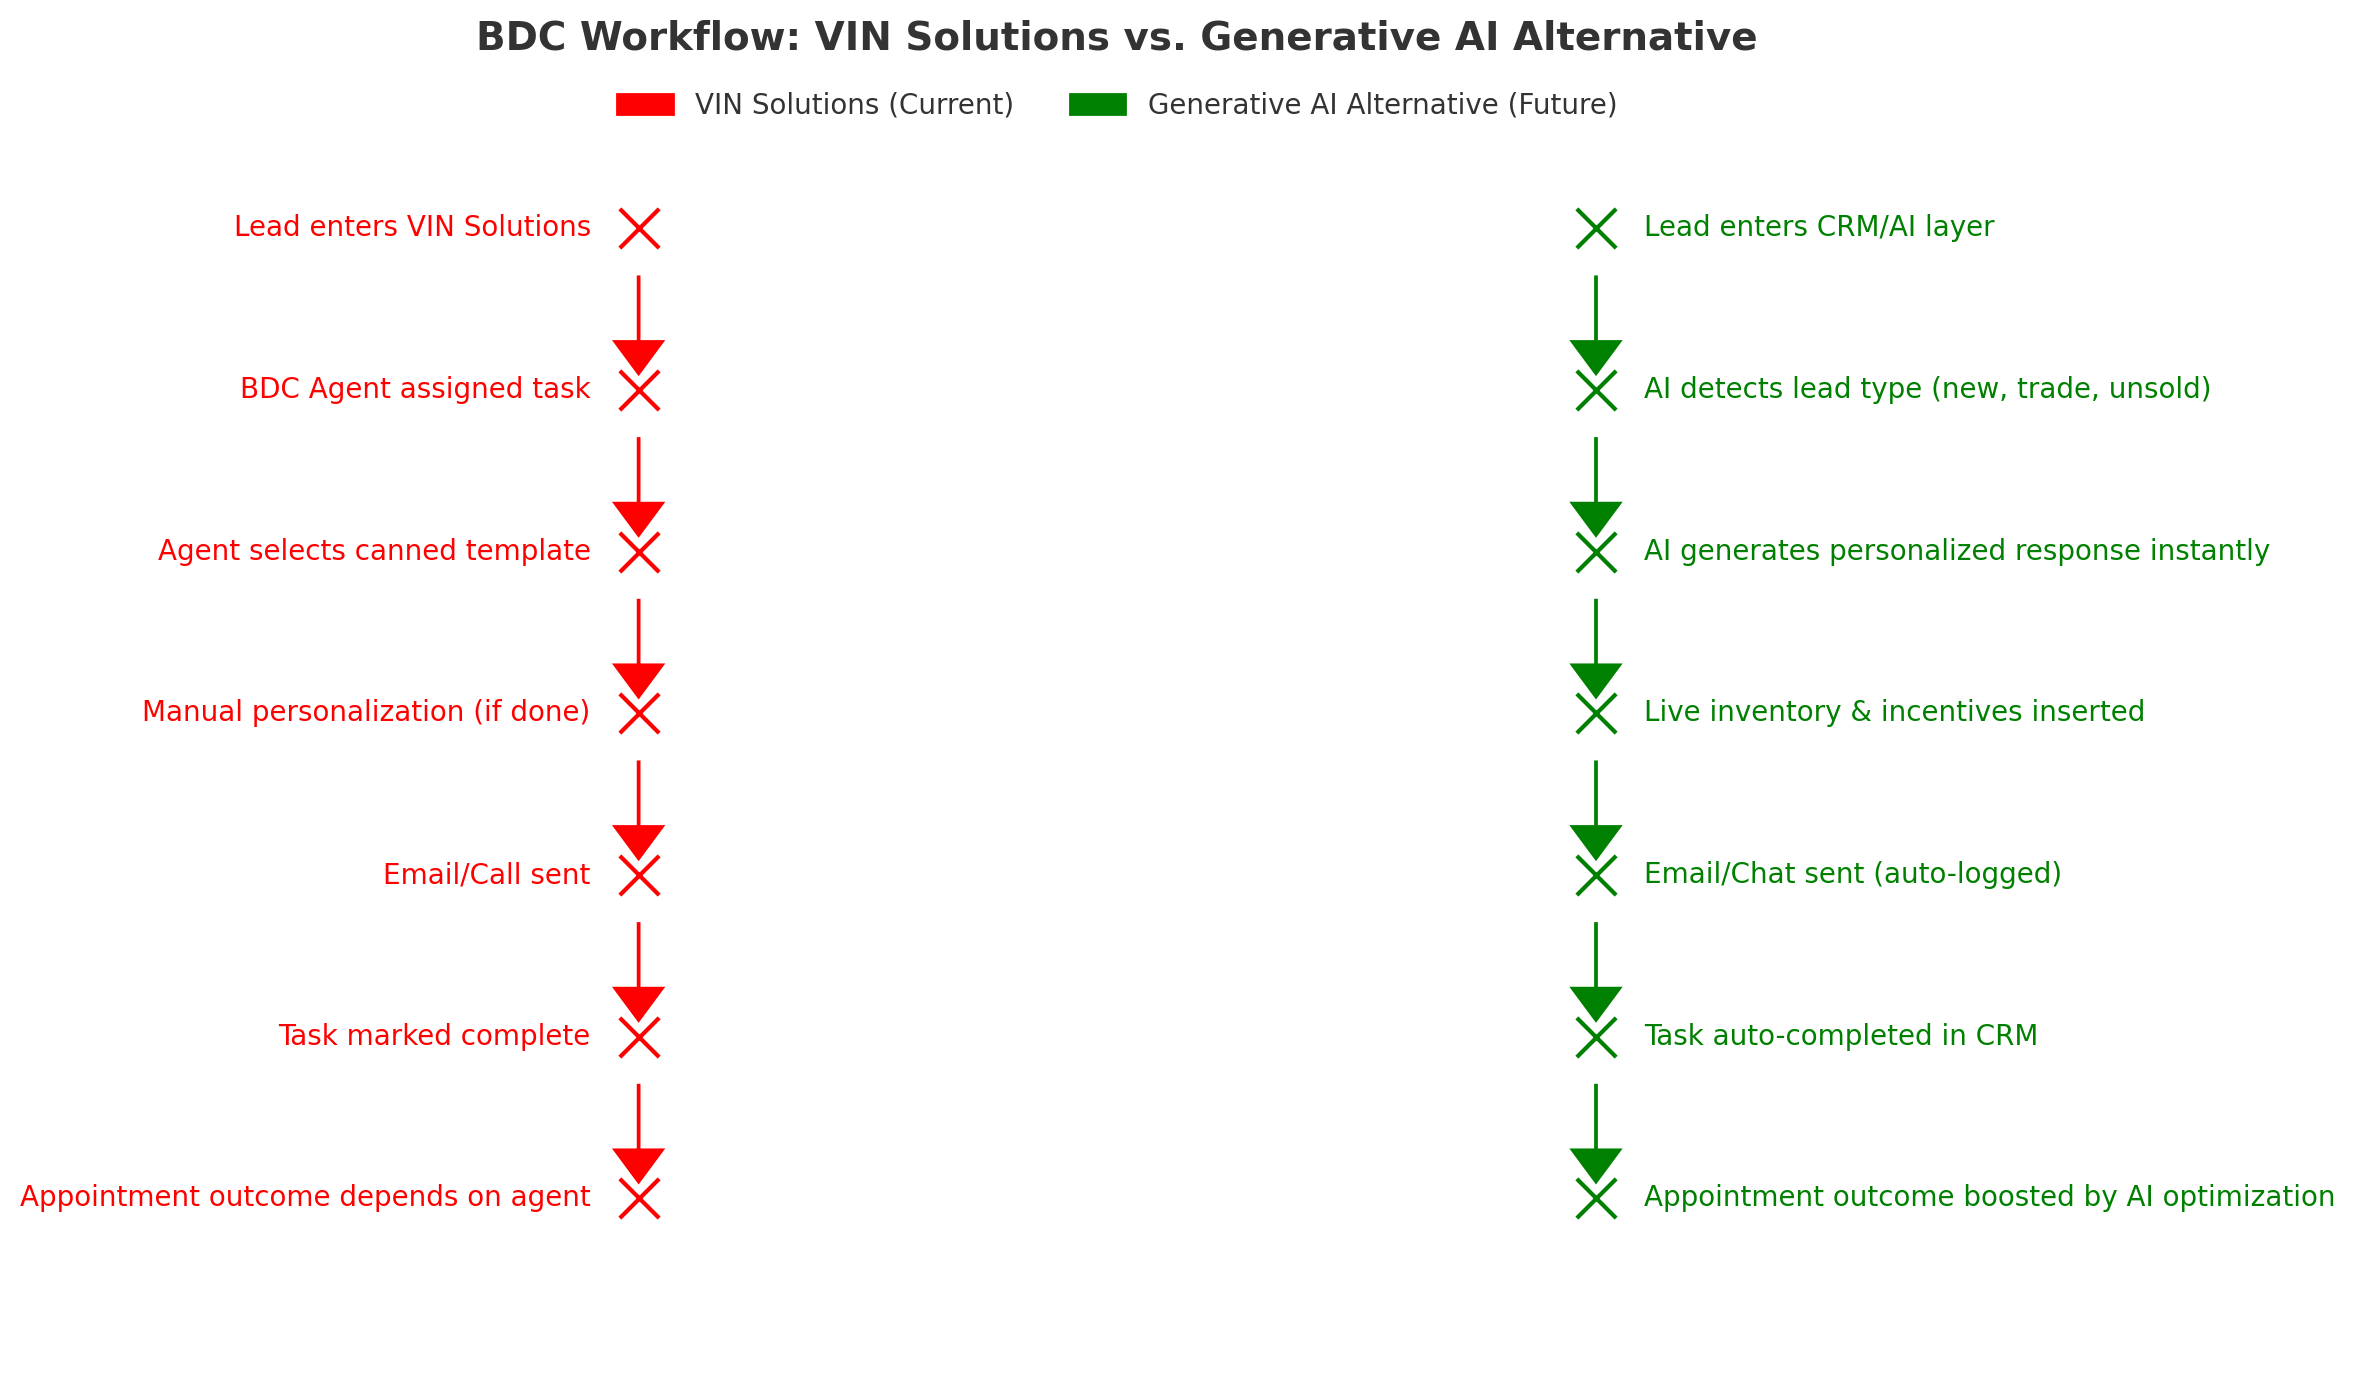 BDC Workflow: VIN Solutions vs. Generative AI Alternative
VIN Solutions (Current)
Generative AI Alternative (Future)
Lead enters VIN Solutions
BDC Agent assigned task
Agent selects canned template
Manual personalization (if done)
Email/Call sent
Task marked complete
Appointment outcome depends on agent
Lead enters CRM/AI layer
AI detects lead type (new, trade, unsold)
AI generates personalized response instantly
Live inventory & incentives inserted
Email/Chat sent (auto-logged)
Task auto-completed in CRM
Appointment outcome boosted by AI optimization